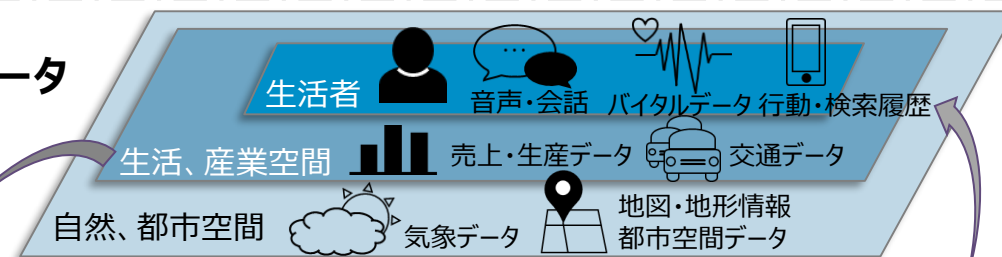 ータ
生活者
音声・会話
バイタルデータ
行動・検索履歴
生活、産業空間
売上・生産データ
交通データ
自然、都市空間
気象データ
地図・地形情報
都市空間データ